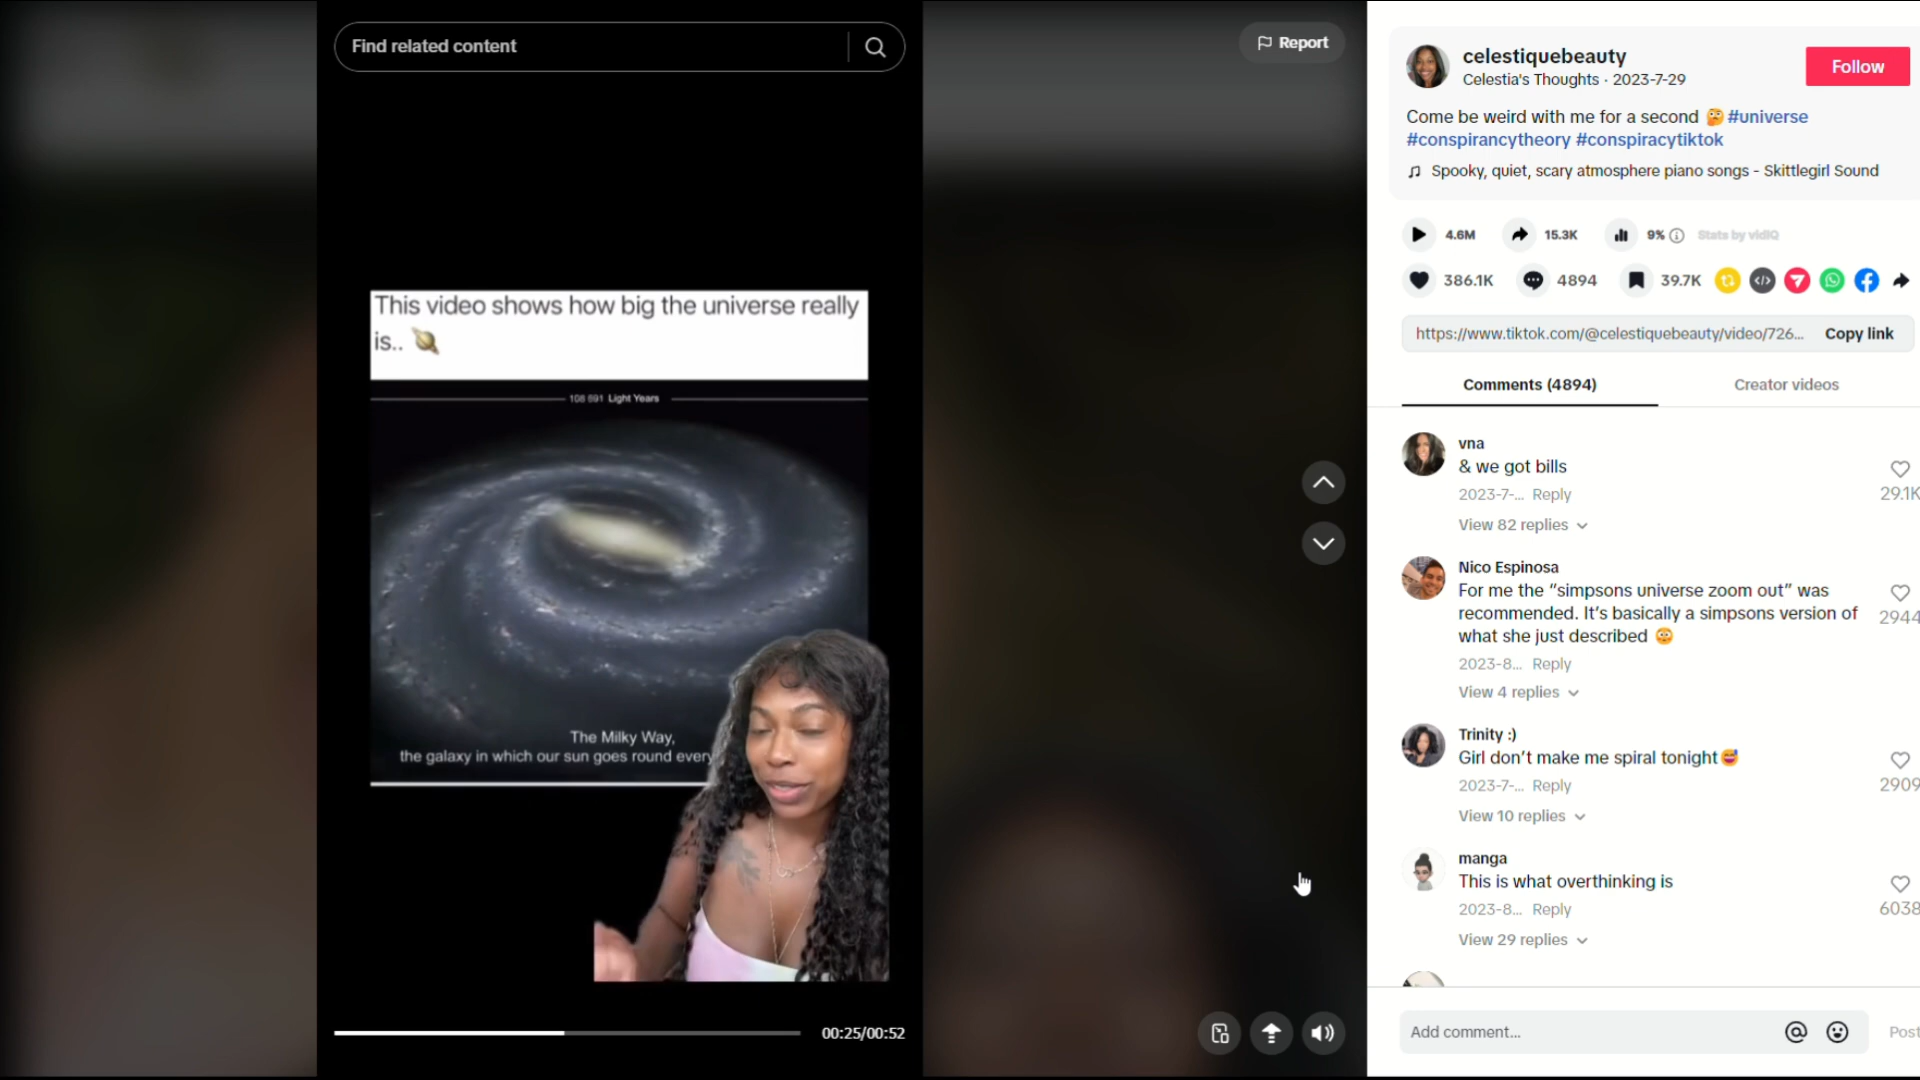 Find related content
Report
This video shows how big the universe really
is.. 🪐
108 891 Light Years
The Milky Way,
the galaxy in which our sun goes round every
00:25/00:52
celestiquebeauty
Celestia's Thoughts · 2023-7-29
Follow
Come be weird with me for a second 🤔 #universe
#conspirancytheory #conspiracytiktok
Spooky, quiet, scary atmosphere piano songs - Skittlegirl Sound
4.6M
15.3K
9%
Stats by vidIQ
386.1K
4894
39.7K
https://www.tiktok.com/@celestiquebeauty/video/726...
Copy link
Comments (4894)
Creator videos
vna
& we got bills
2023-7-... Reply
29.1K
View 82 replies
Nico Espinosa
For me the “simpsons universe zoom out” was
recommended. It’s basically a simpsons version of
what she just described 😳
2944
2023-8... Reply
View 4 replies
Trinity :)
Girl don’t make me spiral tonight😅
2909
2023-7-... Reply
View 10 replies
manga
This is what overthinking is
6038
2023-8... Reply
View 29 replies
Add comment...
Post